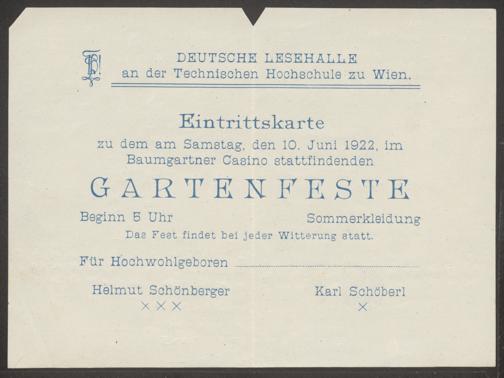 DEUTSCHE LESEHALLE
an der Technischen Hochschule zu Wien.
Eintrittskarte
zu dem am Samstag, den 10. Juni 1922, im
Baumgartner Casino stattfindenden
GARTENFESTE
Beginn 5 Uhr Sommerkleidung
Das Fest findet bei jeder Witterung statt.
Für Hochwohlgeboren
Helmut Schönberger Karl Schöberl
××× ×